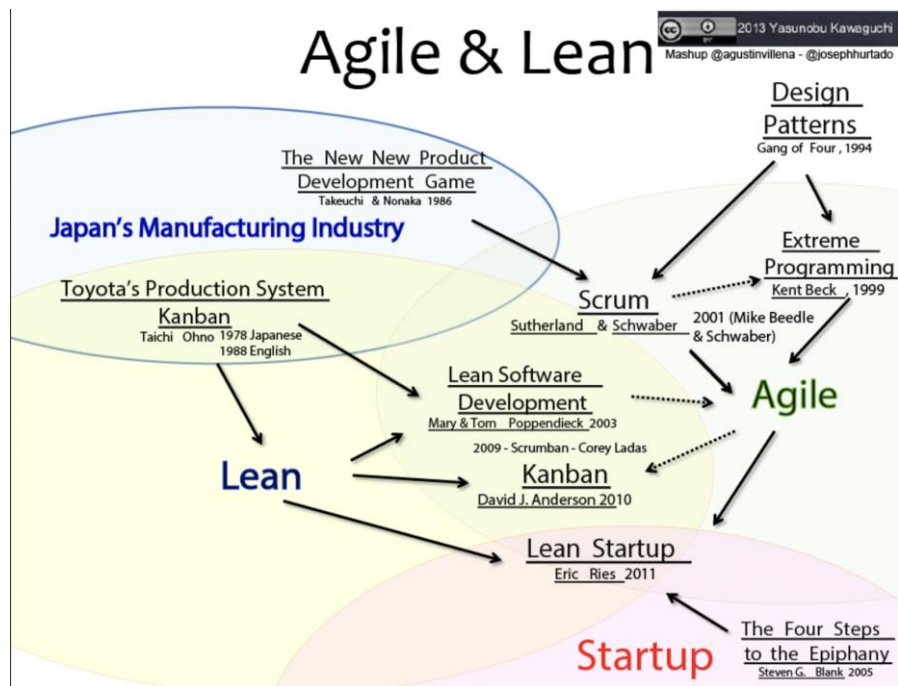 Agile & Lean
BY
2013 Yasunobu Kawaguchi
Mashup @agustinvillena - @josephhurtado
Design
Patterns
Gang of Four , 1994
The New New Product
Development Game
Takeuchi & Nonaka 1986
Japan's Manufacturing Industry
Extreme
Programming
Kent Beck , 1999
Toyota's Production System
Kanban
Taichi Ohno 1978 Japanese
1988 English
Scrum
Sutherland & Schwaber
2001 (Mike Beedle
& Schwaber)
Lean Software
Development
Mary & Tom Poppendieck 2003
Agile
2009 - Scrumban - Corey Ladas
Lean
Kanban
David J. Anderson 2010
Lean Startup
Eric Ries 2011
Startup
The Four Steps
to the Epiphany
Steven G. Blank 2005